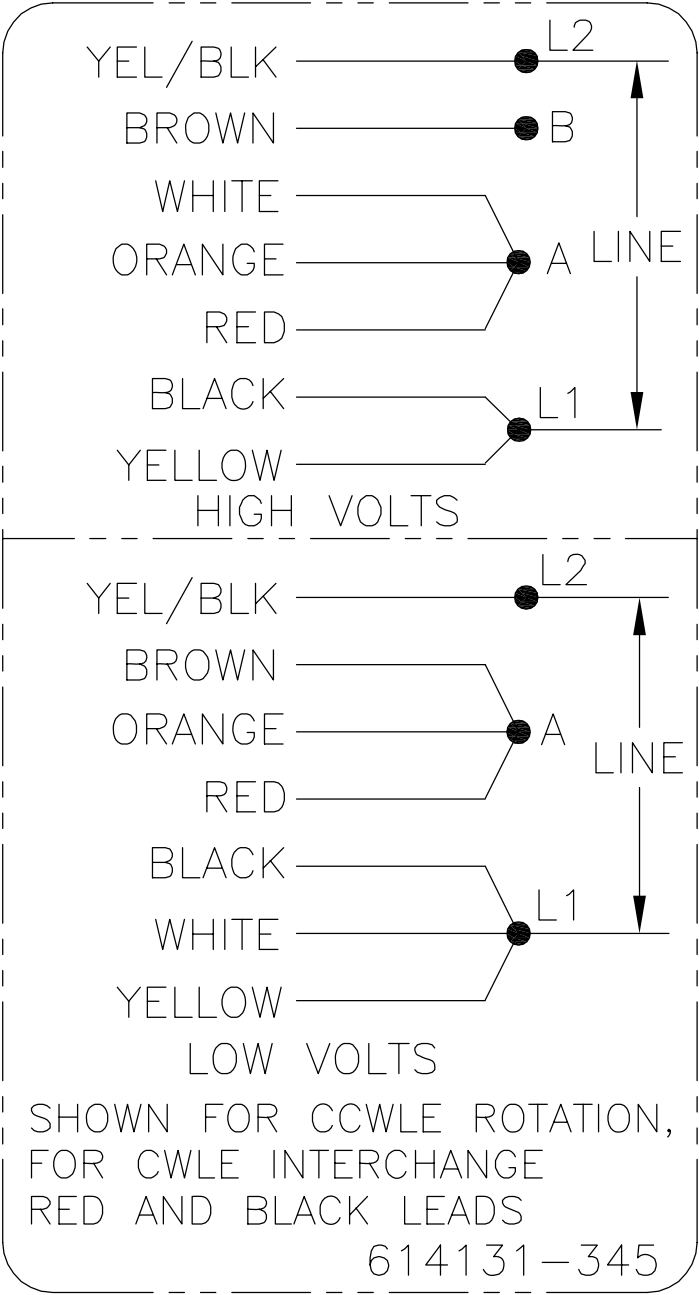 YEL/BLK L2
BROWN B
WHITE
ORANGE A LINE
RED
BLACK L1
YELLOW
HIGH VOLTS
YEL/BLK L2
BROWN
ORANGE A
LINE
RED
BLACK L1
WHITE
YELLOW
LOW VOLTS
SHOWN FOR CCWLE ROTATION,
FOR CWLE INTERCHANGE
RED AND BLACK LEADS
614131-345